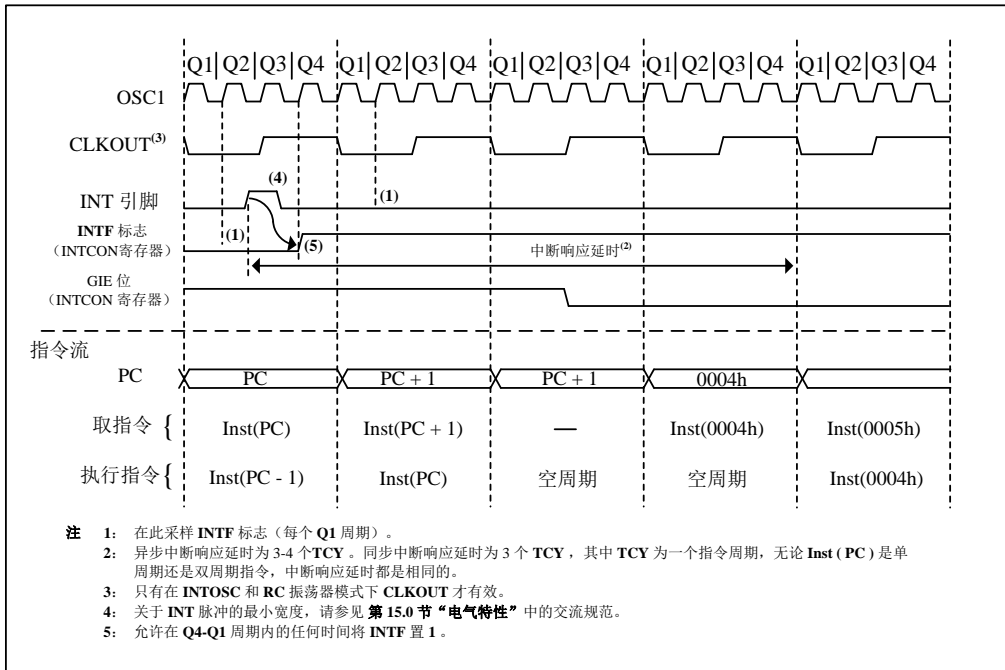 Q1|Q2|Q3|Q4 Q1|Q2|Q3|Q4 Q1|Q2|Q3|Q4 Q1|Q2|Q3|Q4 Q1|Q2|Q3|Q4
OSC1
CLKOUT(3)
(4)
INT 引脚
(1)
INTF 标志
(INTCON寄存器)
(1)
(5)
中断响应延时(2)
GIE 位
(INTCON 寄存器)
指令流
PC
PC
PC + 1
PC + 1
0004h
取指令 {
Inst(PC)
Inst(PC + 1)
—
Inst(0004h)
Inst(0005h)
执行指令{
Inst(PC - 1)
Inst(PC)
空周期
空周期
Inst(0004h)
注 1: 在此采样 INTF 标志（每个 Q1 周期）。
2: 异步中断响应延时为 3-4 个TCY 。同步中断响应延时为 3 个 TCY ，其中 TCY 为一个指令周期，无论 Inst ( PC ) 是单
周期还是双周期指令，中断响应延时都是相同的。
3: 只有在 INTOSC 和 RC 振荡器模式下 CLKOUT 才有效。
4: 关于 INT 脉冲的最小宽度，请参见 第 15.0 节“电气特性”中的交流规范。
5: 允许在 Q4-Q1 周期内的任何时间将 INTF 置 1 。